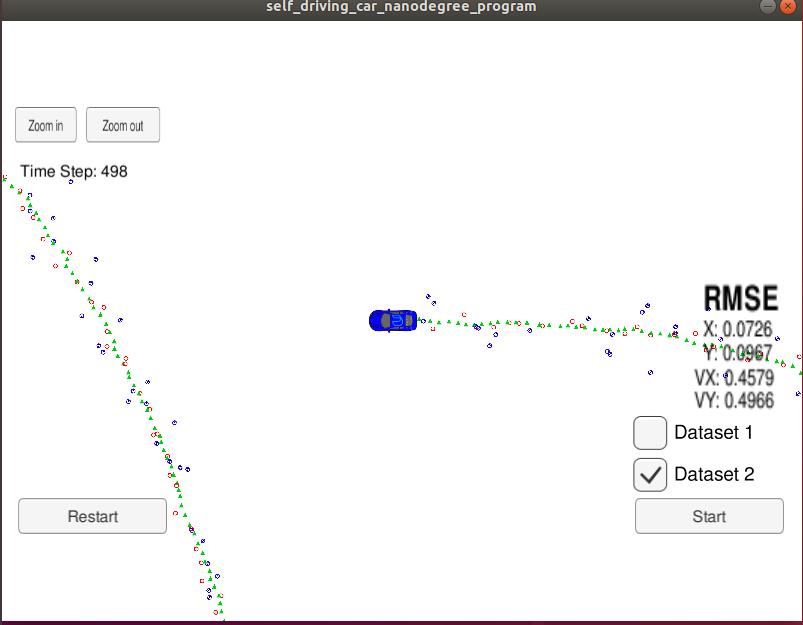 self_driving_car_nanodegree_program
Zoom in
Zoom out
Time Step: 498
RMSE
X: 0.0726
Y: 0.0967
VX: 0.4579
VY: 0.4966
Dataset 1
Dataset 2
Restart
Start